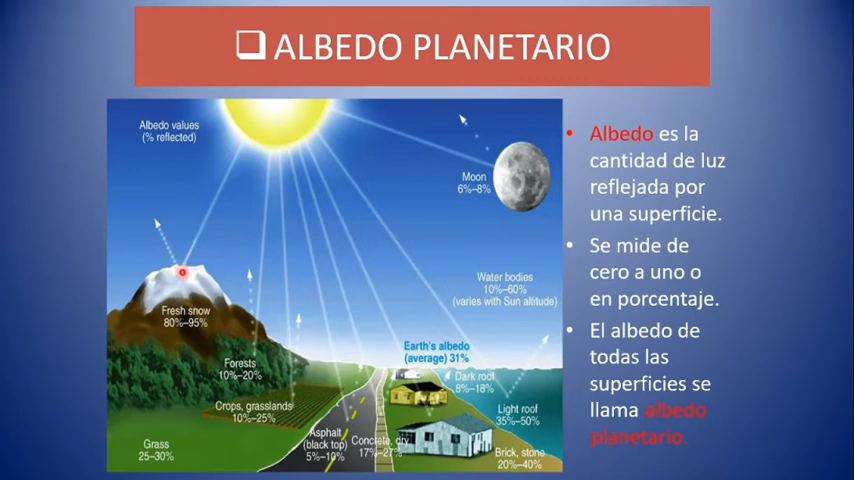 ALBEDO PLANETARIO
Albedo values
(% reflected)
Moon
6%–8%
Fresh snow
80%–95%
Water bodies
10%–60%
(varies with Sun altitude)
Earth's albedo
(average) 31%
Forests
10%–20%
Dark roof
8%–18%
Crops, grasslands
10%–25%
Light roof
35%–50%
Asphalt
(black top)
5%–10%
Concrete, dry
17%–27%
Grass
25–30%
Brick, stone
20%–40%
• Albedo es la
cantidad de luz
reflejada por
una superficie.
• Se mide de
cero a uno o
en porcentaje.
• El albedo de
todas las
superficies se
llama albedo
planetario.